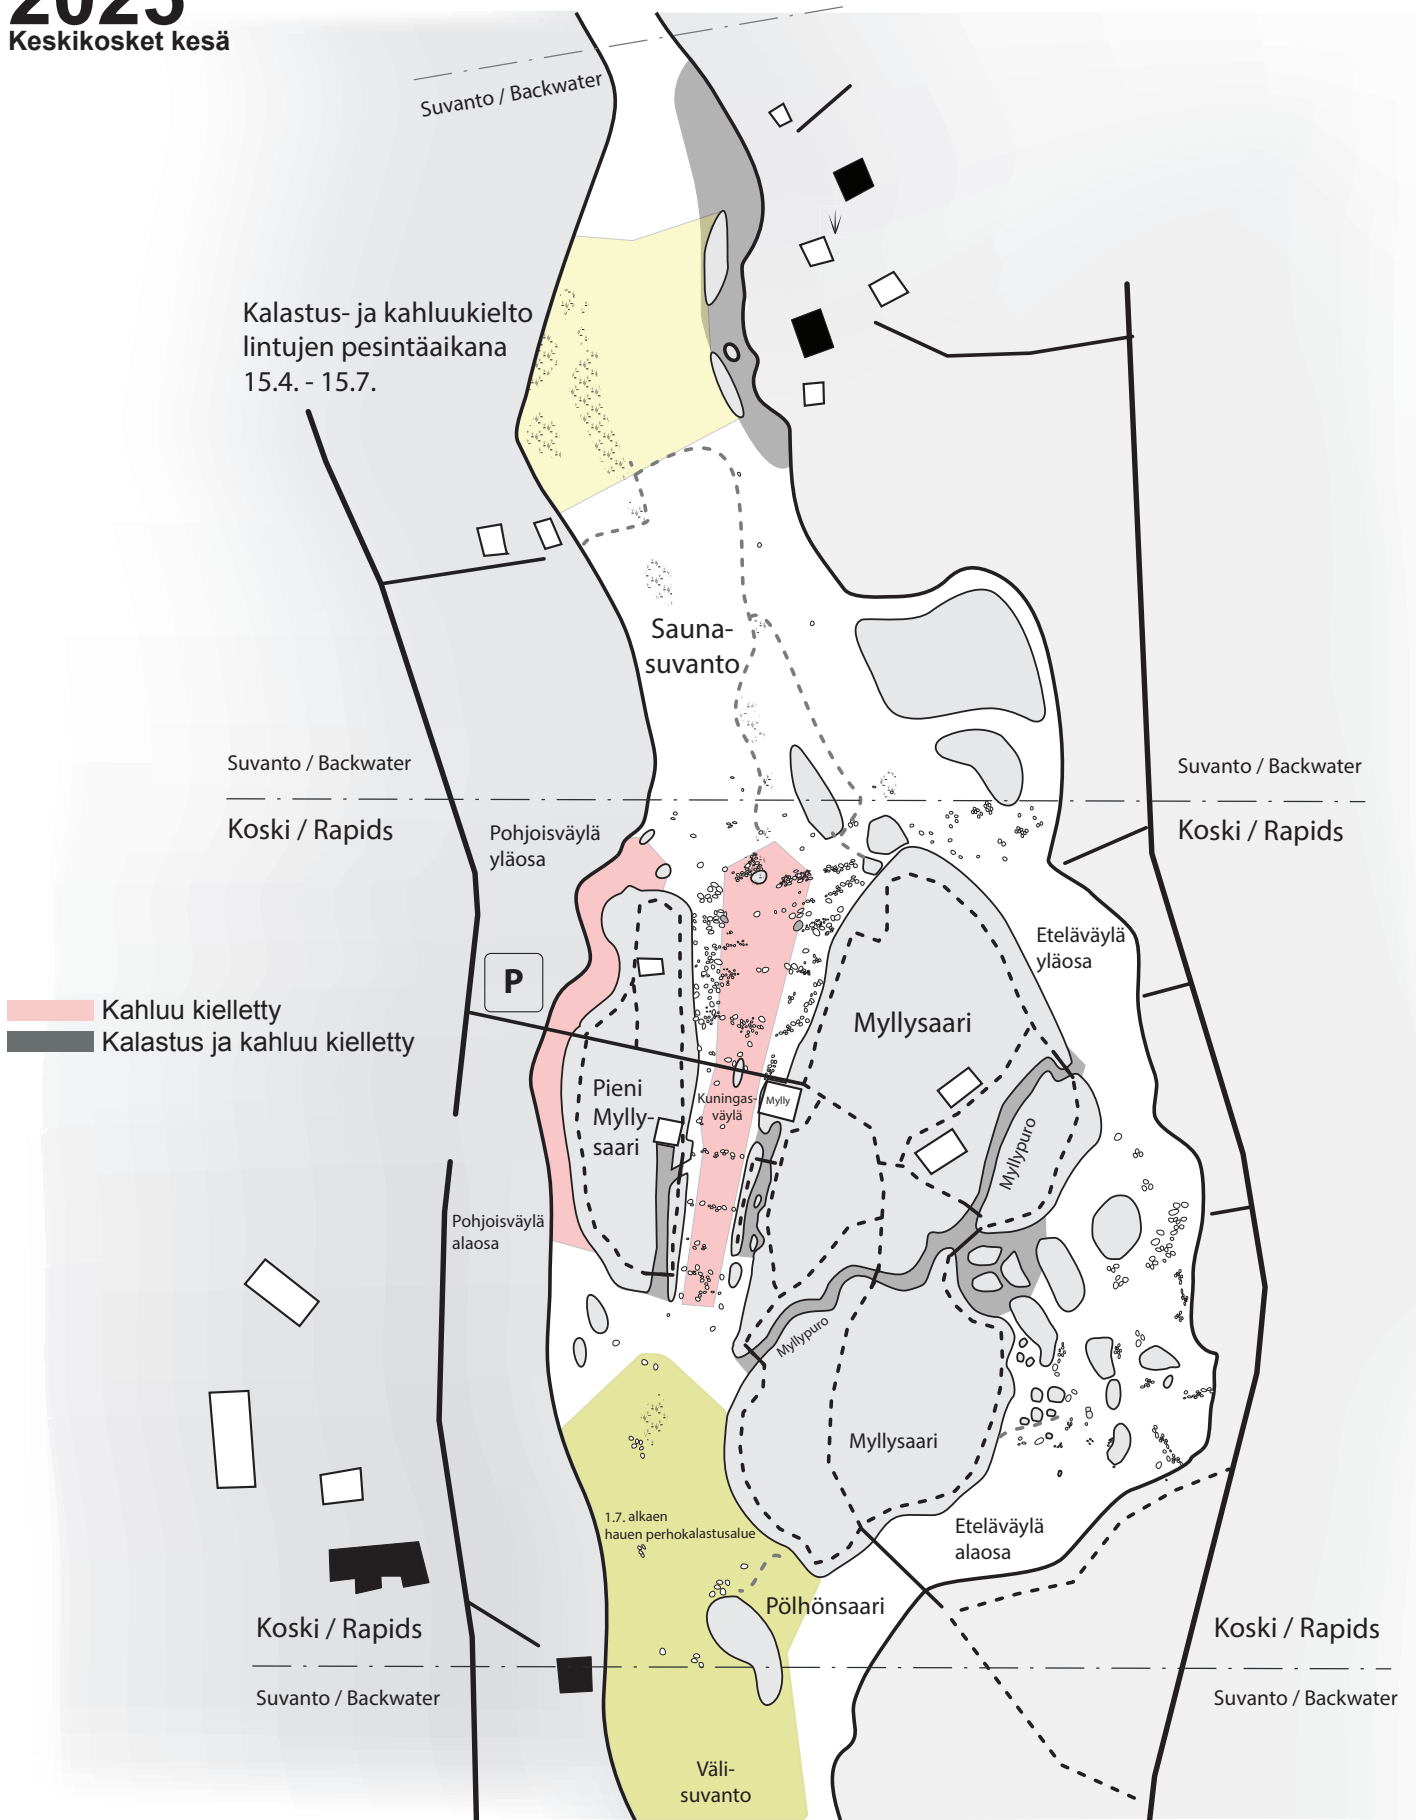 2023
Keskikosket kesä
Suvanto / Backwater
Kalastus- ja kahluukielto
lintujen pesintäaikana
15.4. - 15.7.
Sauna-
suvanto
Suvanto / Backwater
Suvanto / Backwater
Koski / Rapids
Koski / Rapids
Pohjoisväylä
yläosa
Eteläväylä
yläosa
P
Kahluu kielletty
Kalastus ja kahluu kielletty
Myllysaari
Pieni
Mylly-
saari
Kuningas-
väylä
Mylly
Myllypuro
Pohjoisväylä
alaosa
Myllypuro
Myllysaari
1.7. alkaen
hauen perhokalastusalue
Eteläväylä
alaosa
Pölhönsaari
Koski / Rapids
Koski / Rapids
Suvanto / Backwater
Suvanto / Backwater
Väli-
suvanto